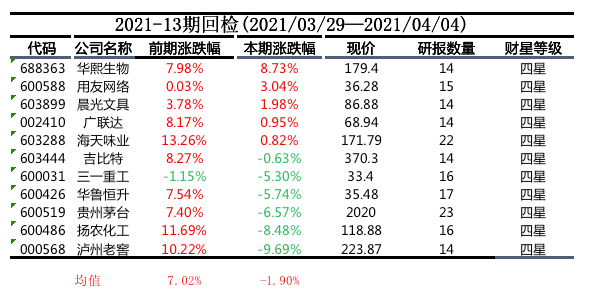 2021-13期回检(2021/03/29—2021/04/04)
代码 公司名称 前期涨跌幅 本期涨跌幅 现价 研报数量 财星等级
688363 华熙生物 7.98% 8.73% 179.4 14 四星
600588 用友网络 0.03% 3.04% 36.28 15 四星
603899 晨光文具 3.78% 1.98% 86.88 14 四星
002410 广联达 8.17% 0.95% 68.94 14 四星
603288 海天味业 13.26% 0.82% 171.79 22 四星
603444 吉比特 8.27% -0.63% 370.3 14 四星
600031 三一重工 -1.15% -5.30% 33.4 16 四星
600426 华鲁恒升 7.54% -5.74% 35.48 17 四星
600519 贵州茅台 7.40% -6.57% 2020 23 四星
600486 扬农化工 11.69% -8.48% 118.88 16 四星
000568 泸州老窖 10.22% -9.69% 223.87 14 四星
均值 7.02% -1.90%